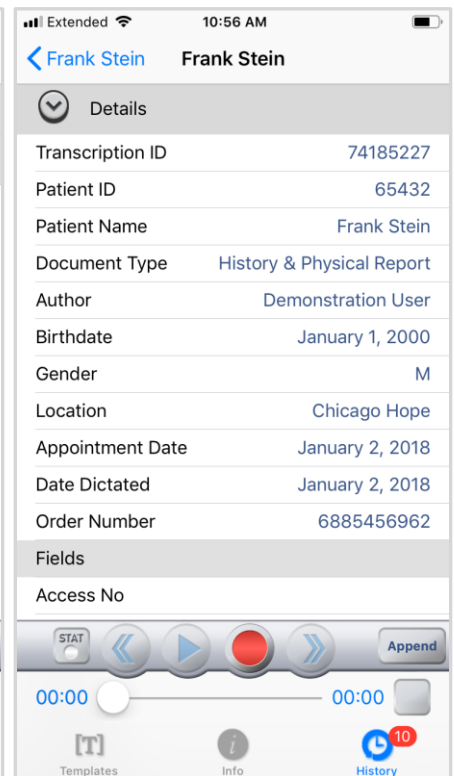 Extended 10:56 AM
Frank Stein Frank Stein
Details
Transcription ID 74185227
Patient ID 65432
Patient Name Frank Stein
Document Type History & Physical Report
Author Demonstration User
Birthdate January 1, 2000
Gender M
Location Chicago Hope
Appointment Date January 2, 2018
Date Dictated January 2, 2018
Order Number 6885456962
Fields
Access No
STAT Append
00:00 00:00
[T] i 10
Templates Info History